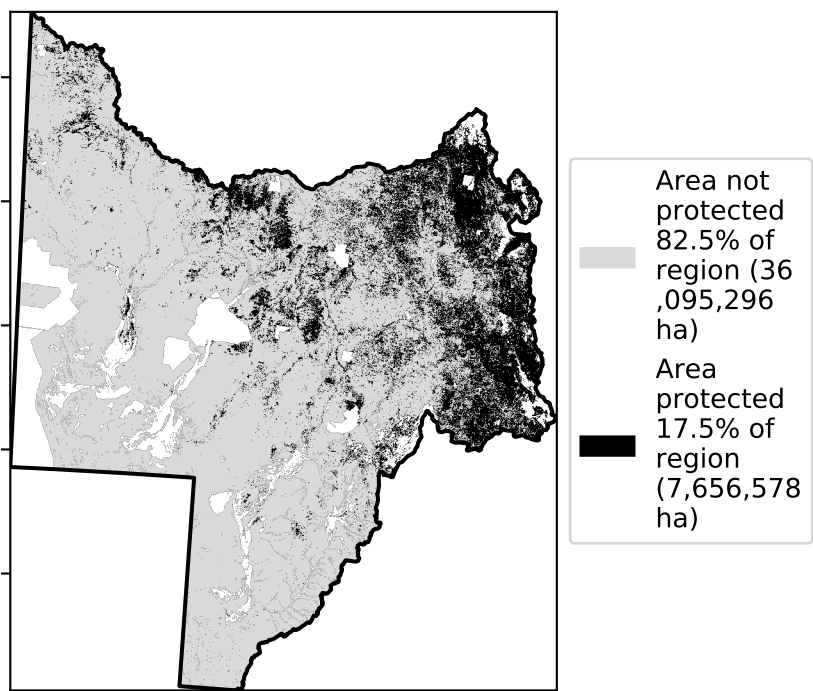 Area not
protected
82.5% of
region (36
,095,296
ha)
Area
protected
17.5% of
region
(7,656,578
ha)